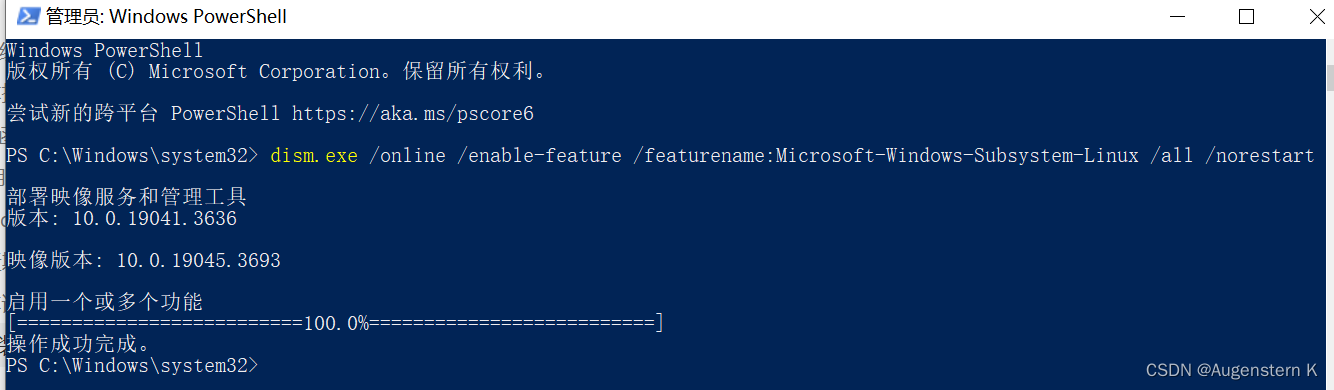 管理员: Windows PowerShell
Windows PowerShell
版权所有 (C) Microsoft Corporation。保留所有权利。
尝试新的跨平台 PowerShell https://aka.ms/pscore6
PS C:\Windows\system32> dism.exe /online /enable-feature /featurename:Microsoft-Windows-Subsystem-Linux /all /norestart
部署映像服务和管理工具
版本: 10.0.19041.3636
映像版本: 10.0.19045.3693
启用一个或多个功能
[==========================100.0%==========================]
操作成功完成。
PS C:\Windows\system32>
CSDN @Augenstern K